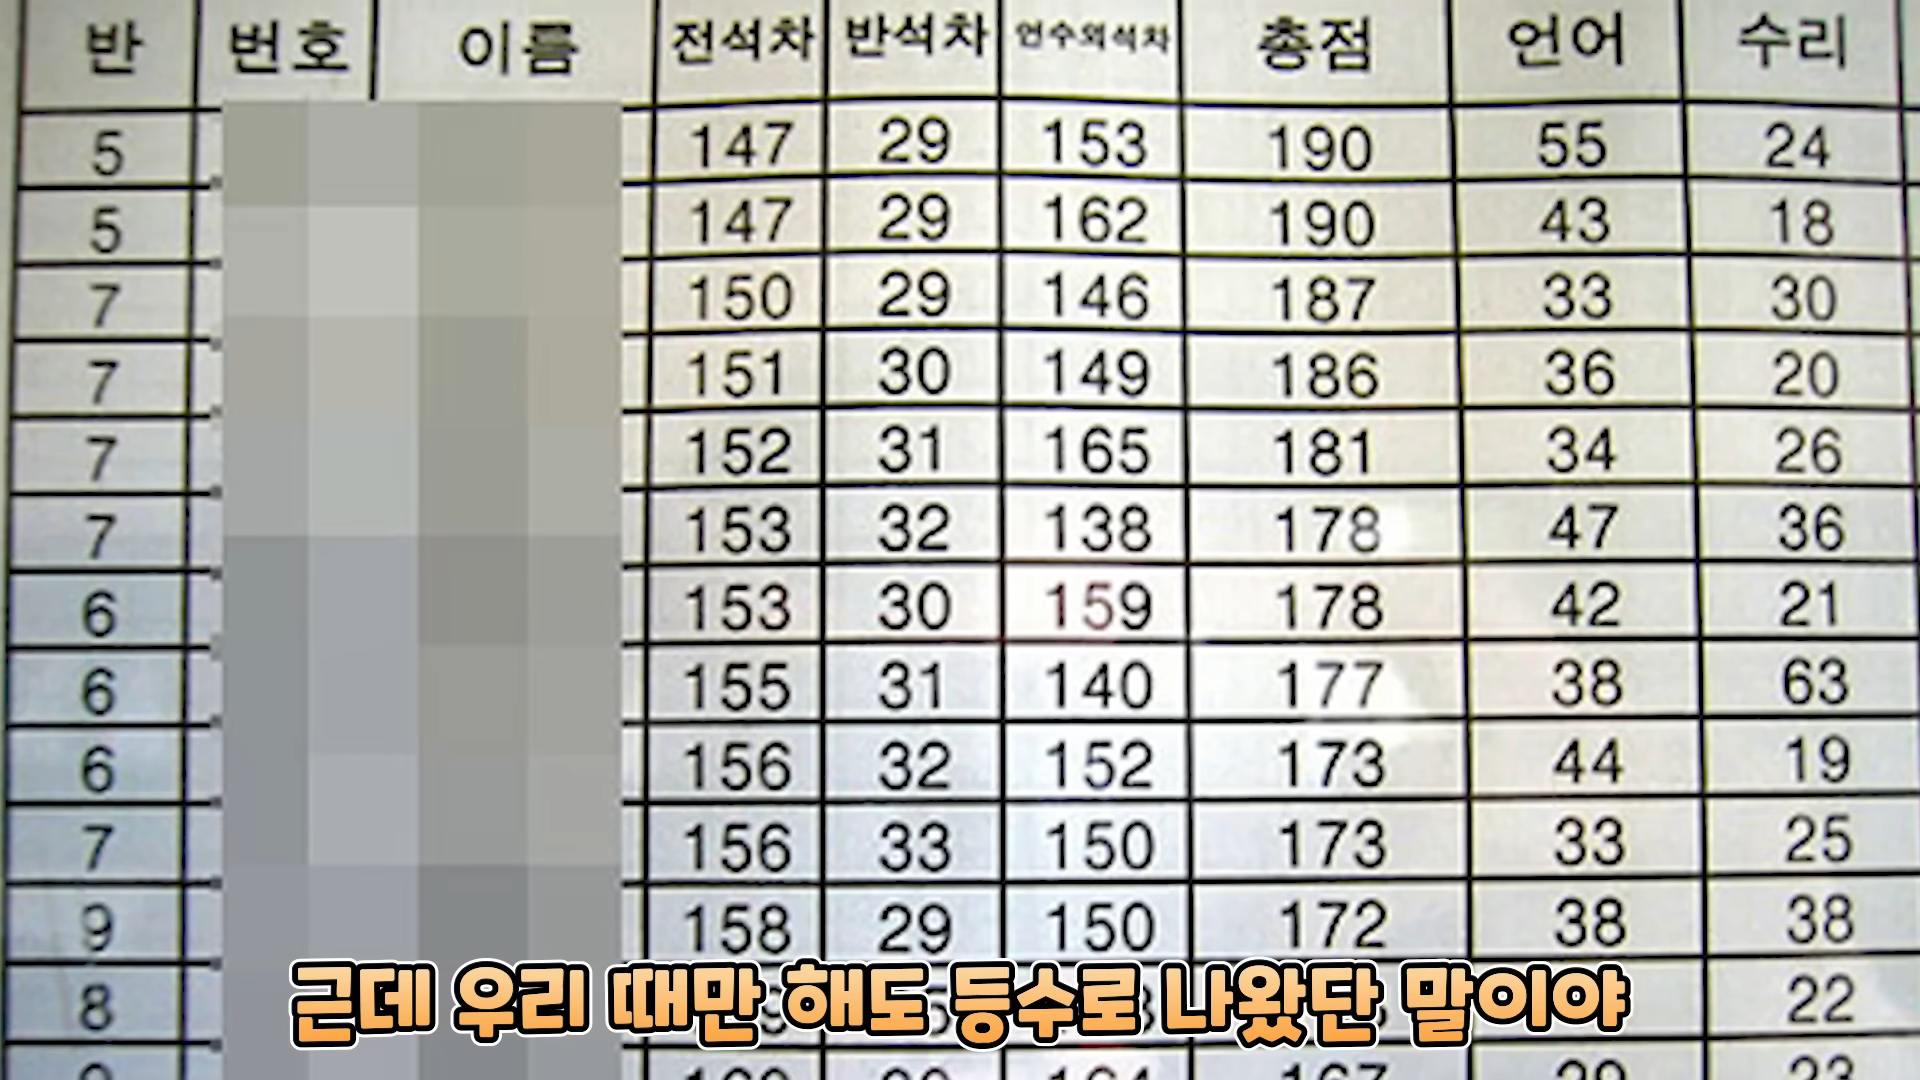 반 번호 이름 전석차 반석차 언수외석차 총점 언어 수리
5 147 29 153 190 55 24
5 147 29 162 190 43 18
7 150 29 146 187 33 30
7 151 30 149 186 36 20
7 152 31 165 181 34 26
7 153 32 138 178 47 36
6 153 30 159 178 42 21
6 155 31 140 177 38 63
6 156 32 152 173 44 19
7 156 33 150 173 33 25
9 158 29 150 172 38 38
8 22
근데 우리 때만 해도 등수로 나왔단 말이야